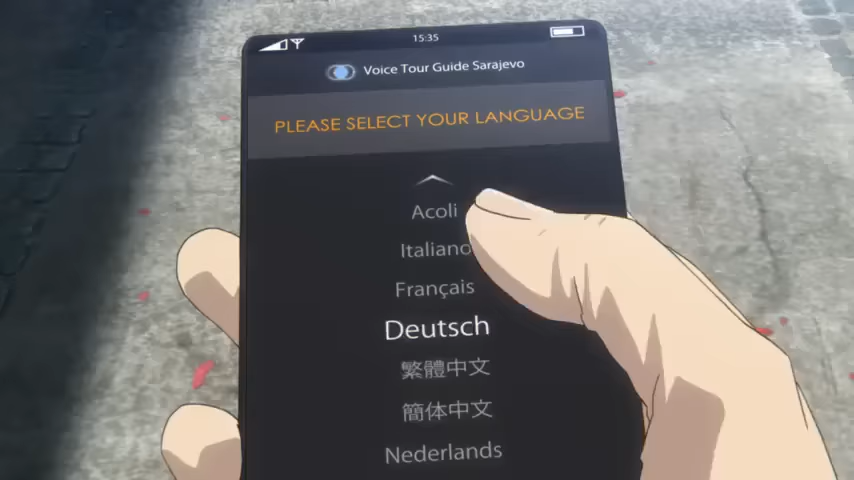 15:35
Voice Tour Guide Sarajevo
PLEASE SELECT YOUR LANGUAGE
Acoli
Italiano
Français
Deutsch
繁體中文
簡体中文
Nederlands